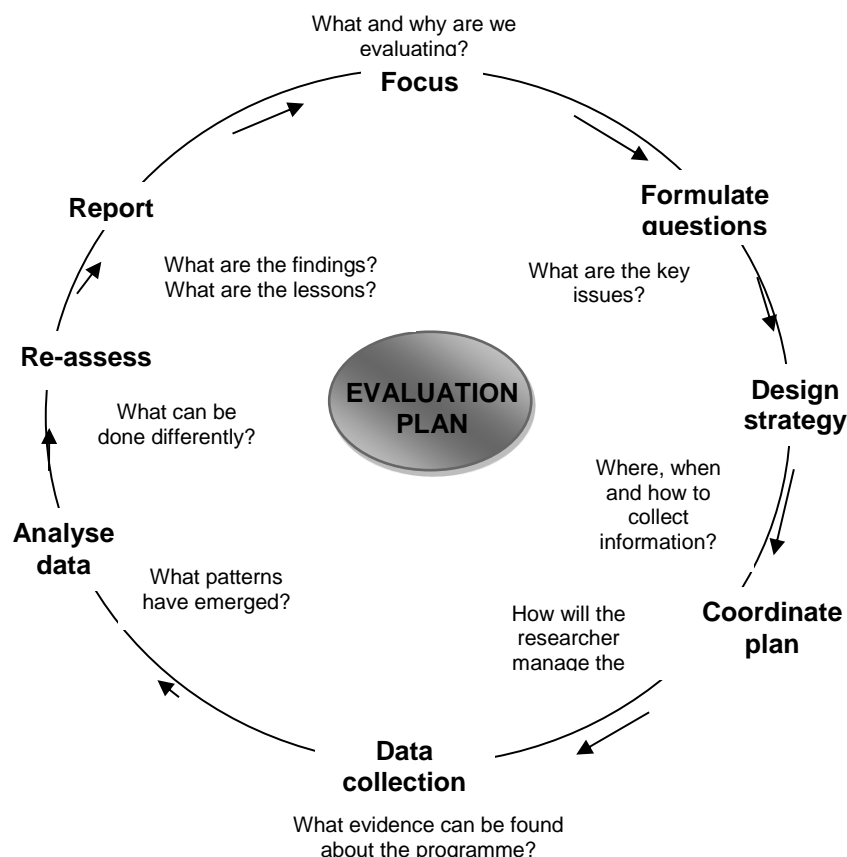 What and why are we
evaluating?
Focus
Formulate
questions
What are the key
issues?
Design
strategy
Where, when
and how to
collect
information?
Coordinate
plan
How will the
researcher
manage the
Data
collection
What evidence can be found
about the programme?
Analyse
data
What patterns
have emerged?
Re-assess
What can be
done differently?
Report
What are the findings?
What are the lessons?
EVALUATION
PLAN